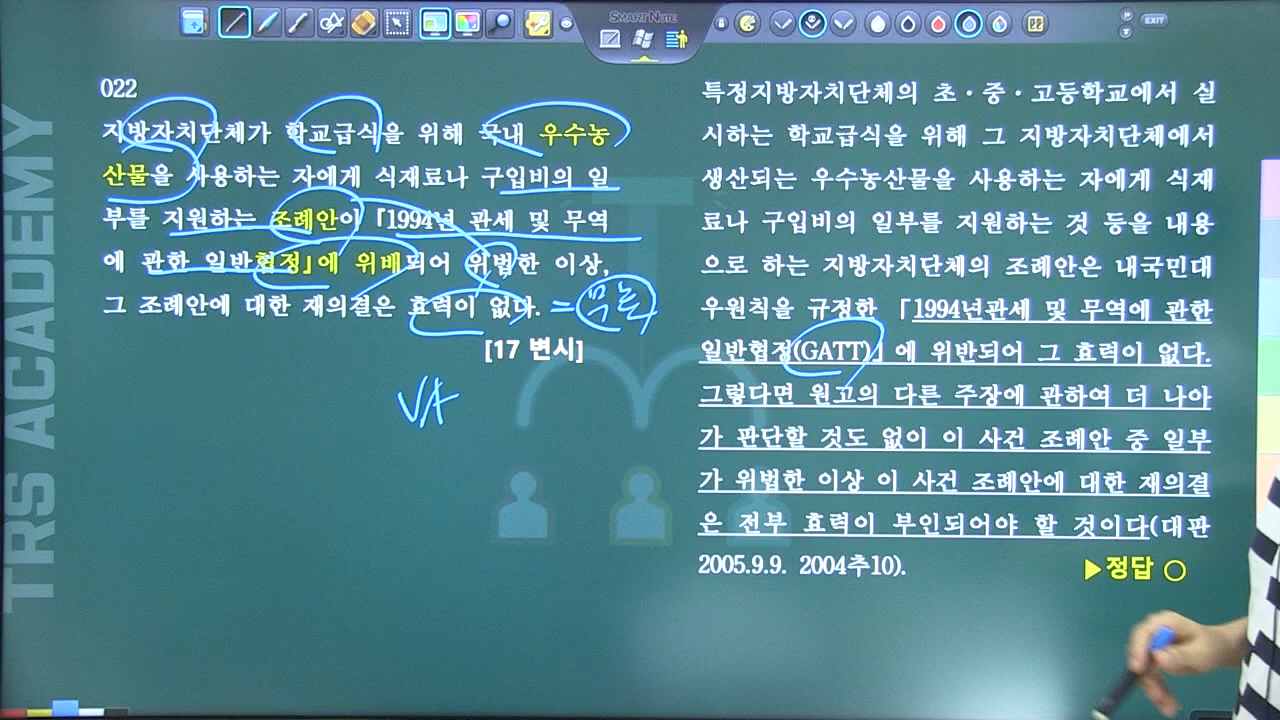 SMART NOTE
EXIT
TRS ACADEMY
022
지방자치단체가 학교급식을 위해 국내 우수농
산물을 사용하는 자에게 식재료나 구입비의 일
부를 지원하는 조례안이 「1994년 관세 및 무역
에 관한 일반협정」에 위배되어 위법한 이상,
그 조례안에 대한 재의결은 효력이 없다. =
[17 변시]
특정지방자치단체의 초·중·고등학교에서 실
시하는 학교급식을 위해 그 지방자치단체에서
생산되는 우수농산물을 사용하는 자에게 식재
료나 구입비의 일부를 지원하는 것 등을 내용
으로 하는 지방자치단체의 조례안은 내국민대
우원칙을 규정한 「1994년관세 및 무역에 관한
일반협정(GATT)」에 위반되어 그 효력이 없다.
그렇다면 원고의 다른 주장에 관하여 더 나아
가 판단할 것도 없이 이 사건 조례안 중 일부
가 위법한 이상 이 사건 조례안에 대한 재의결
은 전부 효력이 부인되어야 할 것이다(대판
2005.9.9. 2004추10).
▶정답 ○